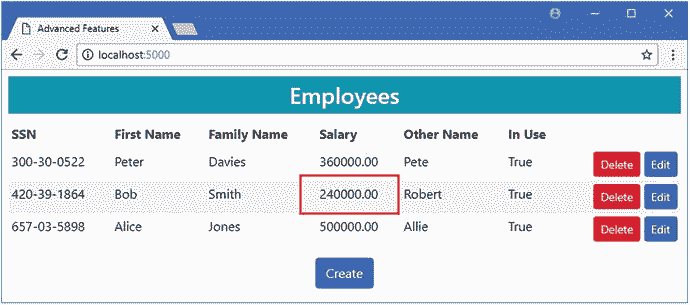 Advanced Features
localhost:5000
Employees
SSN First Name Family Name Salary Other Name In Use
300-30-0522 Peter Davies 360000.00 Pete True Delete Edit
420-39-1864 Bob Smith 240000.00 Robert True Delete Edit
657-03-5898 Alice Jones 500000.00 Allie True Delete Edit
Create